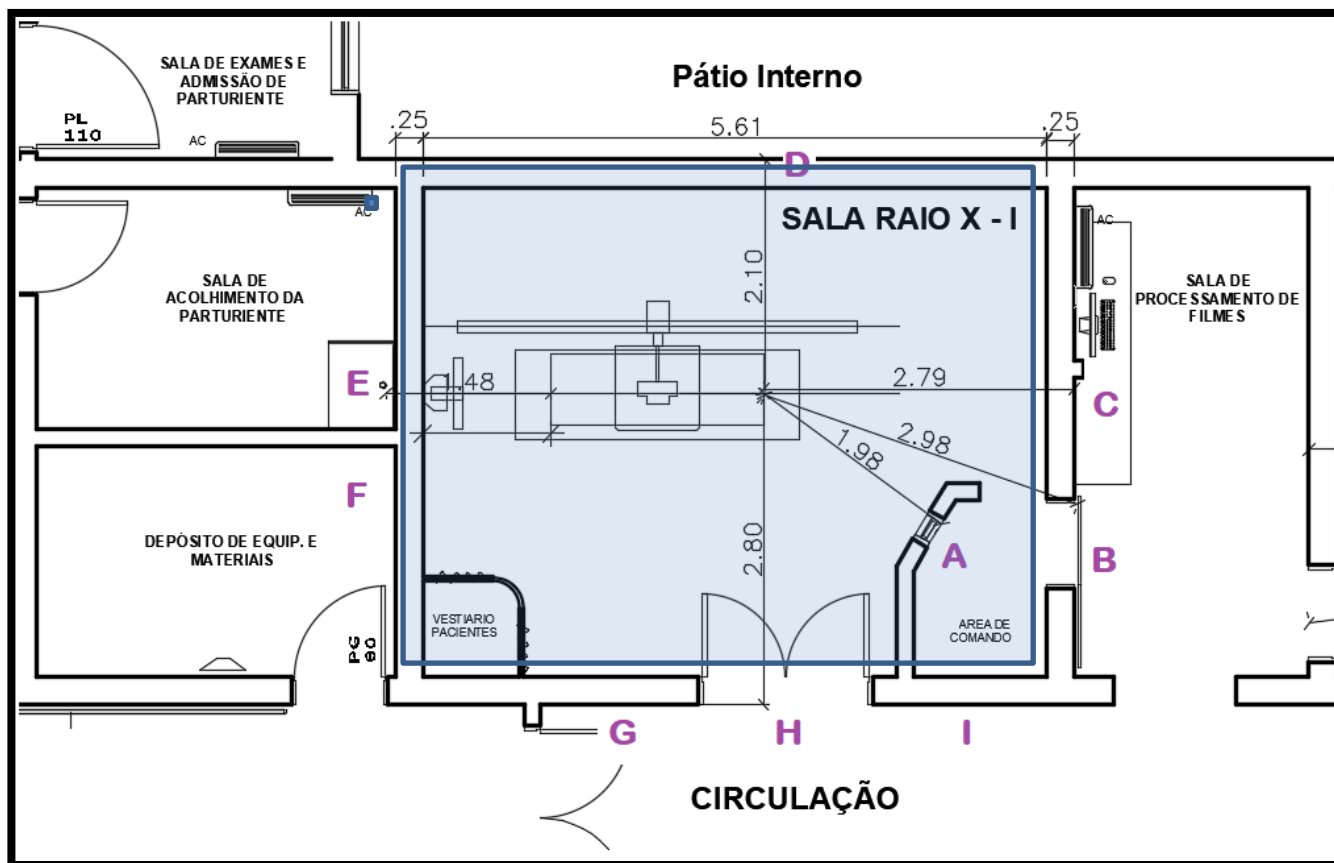 SALA DE EXAMES E
ADMISSÃO DE
PARTURIENTE
PL
110
AC
Pátio Interno
.25
5.61
.25
D
SALA RAIO X - I
AC
AC
SALA DE
ACOLHIMENTO DA
PARTURIENTE
2.10
SALA DE
PROCESSAMENTO DE
FILMES
E
1.48
2.79
C
2.98
1.98
F
DEPÓSITO DE EQUIP. E
MATERIAIS
2.80
A
B
VESTIARIO
PACIENTES
AREA DE
COMANDO
PG
80
G
H
I
CIRCULAÇÃO